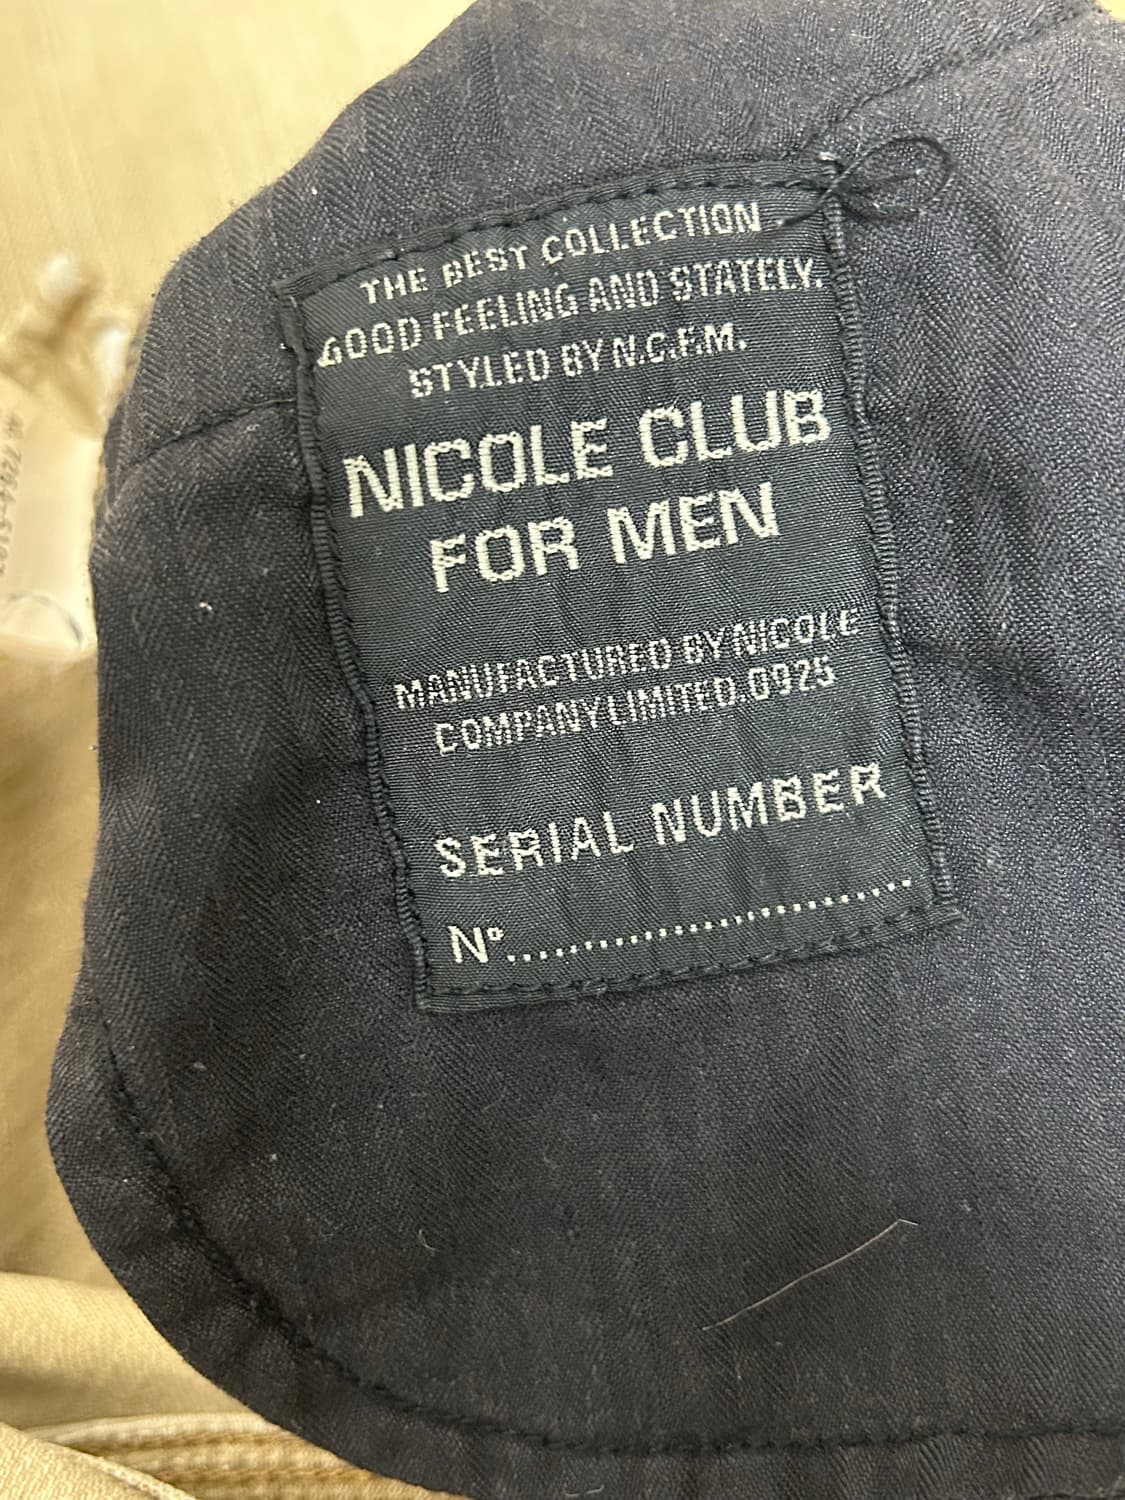 THE BEST COLLECTION
GOOD FEELING AND STATELY.
STYLED BY N.C.F.M.
NICOLE CLUB
FOR MEN
MANUFACTURED BY NICOLE
COMPANY LIMITED.0925
SERIAL NUMBER
Nº..............................